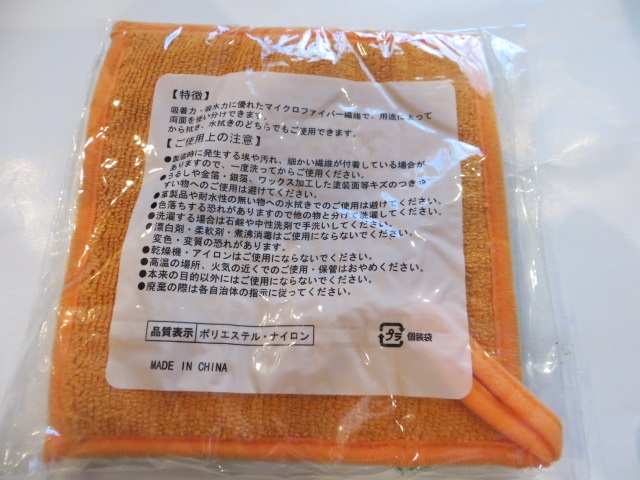 【特徴】
吸着力・吸水力に優れたマイクロファイバー繊維で、用途によって
両面を使い分けできます。
から拭き、水拭きのどちらでもご使用できます。
【ご使用上の注意】
●製造時に発生する埃や汚れ、細かい繊維が付着している場合が
ありますので、一度洗ってからご使用ください。
●うるしや金箔・銀箔、ワックス加工した塗装面等キズのつきや
すい物へのご使用は避けてください。
●革製品や耐水性の無い物への水拭きでのご使用は避けてください。
●色落ちする恐れがありますので他の物と分けて洗濯してください。
●洗濯する場合は石鹸や中性洗剤で手洗いしてください。
●漂白剤・柔軟剤・煮沸消毒はご使用にならないでください。
変色・変質の恐れがあります。
●乾燥機・アイロンはご使用にならないでください。
●高温の場所、火気の近くでのご使用・保管はおやめください。
●本来の目的以外にはご使用にならないでください。
●廃棄の際は各自治体の指示に従ってください。
品質表示 ポリエステル・ナイロン
プラ 個装袋
MADE IN CHINA